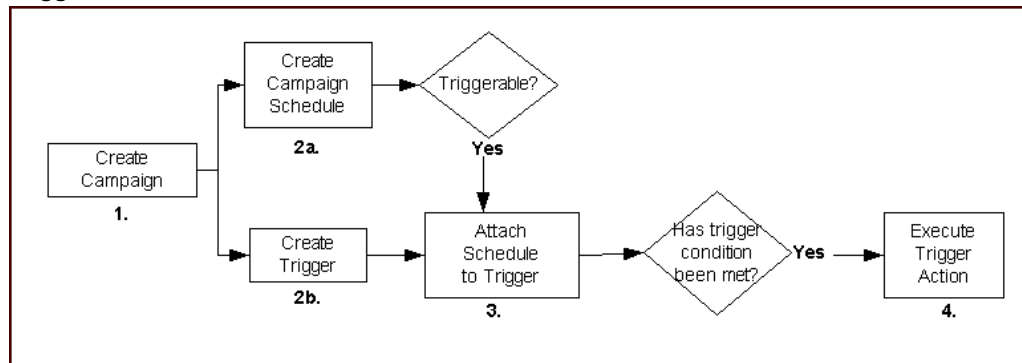 Create
Campaign
1.
Create
Campaign
Schedule
2a.
Triggerable?
Yes
Create
Trigger
2b.
Attach
Schedule
to Trigger
3.
Has trigger
condition
been met?
Yes
Execute
Trigger
Action
4.